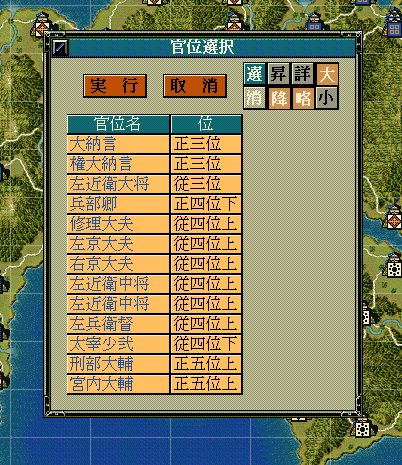 官位選択
実行 取消
選 昇 詳 大
消 降 略 小
官位名 位
大納言 正三位
権大納言 正三位
左近衛大将 従三位
兵部卿 正四位下
修理大夫 従四位上
左京大夫 従四位上
右京大夫 従四位上
左近衛中将 従四位上
左近衛中将 従四位上
左兵衛督 従四位上
太宰少弐 従四位下
刑部大輔 正五位上
宮内大輔 正五位上